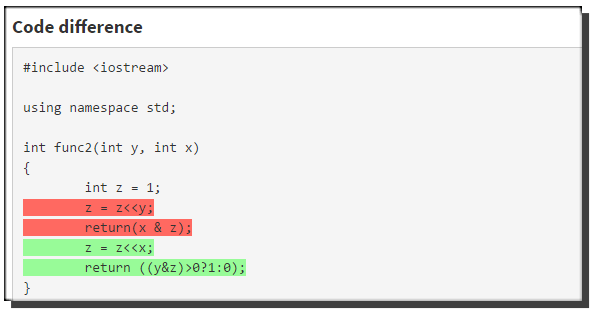 Code difference
#include <iostream>
using namespace std;
int func2(int y, int x)
{
int z = 1;
z = z<<y;
return(x & z);
z = z<<x;
return ((y&z)>0?1:0);
}